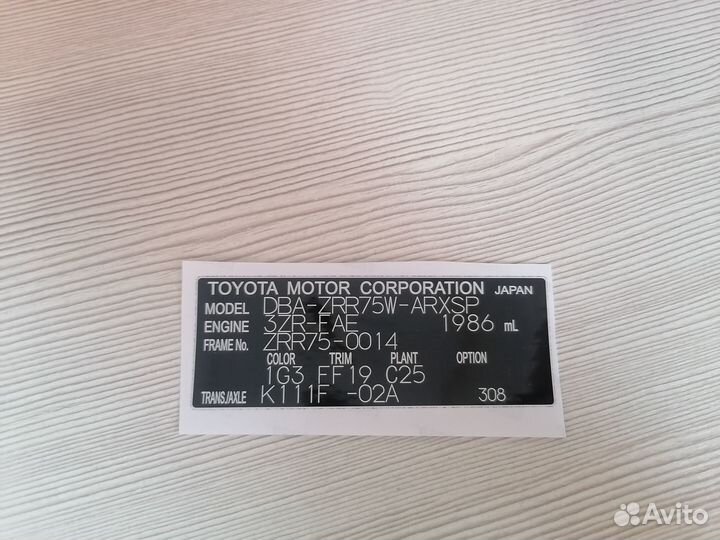 TOYOTA MOTOR CORPORATION JAPAN
MODEL DBA-ZRR75W-ARXSP
ENGINE 3ZR-FAE 1986 mL
FRAME No. ZRR75-0014
COLOR TRIM PLANT OPTION
1G3 FF19 C25
TRANS./AXLE K111F -02A 308
Avito